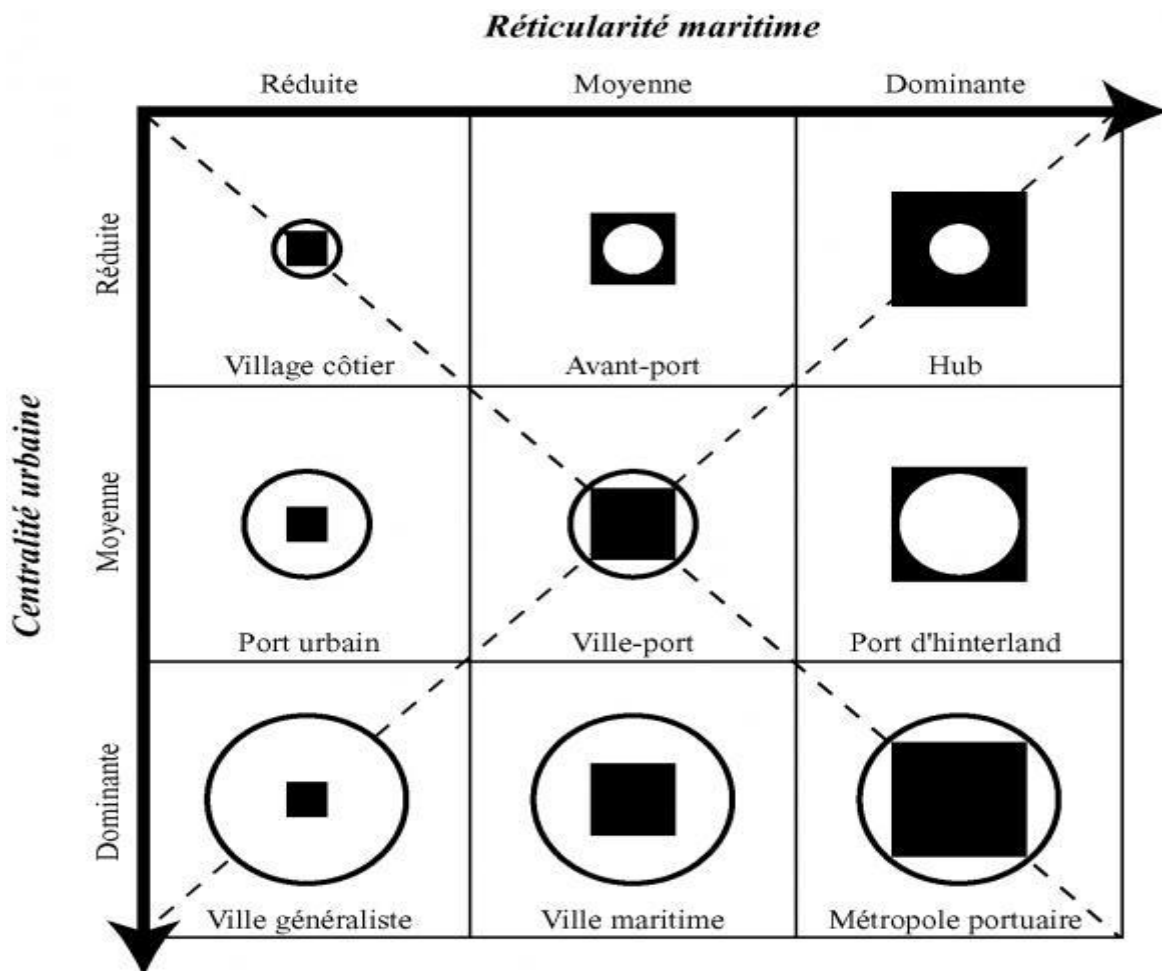 Réticularité maritime
Réduite Moyenne Dominante
Centralité urbaine
Réduite
Village côtier Avant-port Hub
Moyenne
Port urbain Ville-port Port d'hinterland
Dominante
Ville généraliste Ville maritime Métropole portuaire